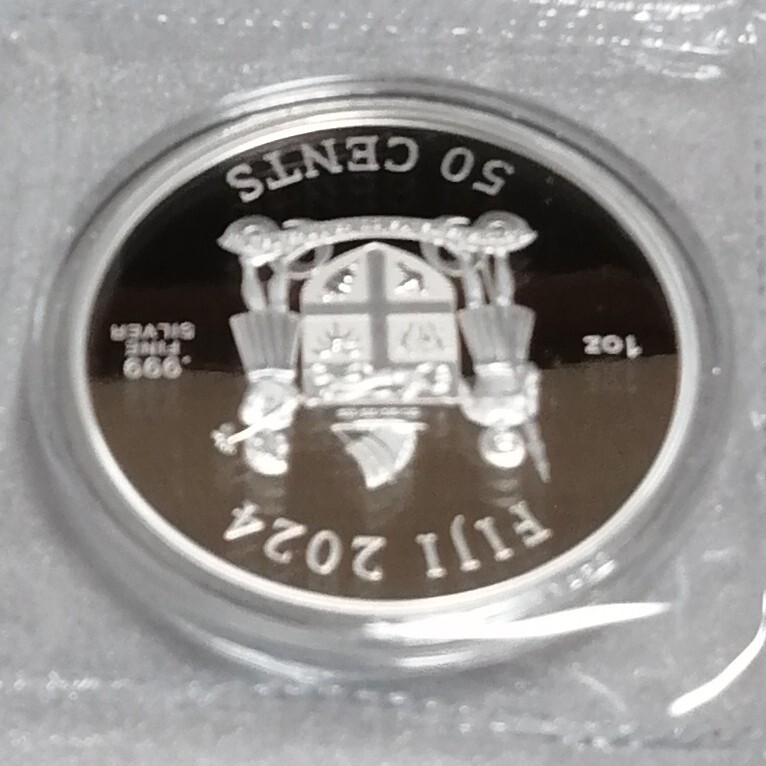 FIJI 2024
1oz
.999
FINE
SILVER
50 CENTS